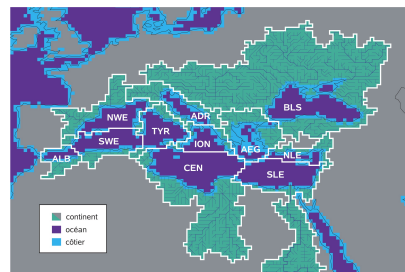 BLS
NWE
ADR
TYR
SWE
ION
AEG
NLE
ALB
CEN
SLE
continent
océan
côtier